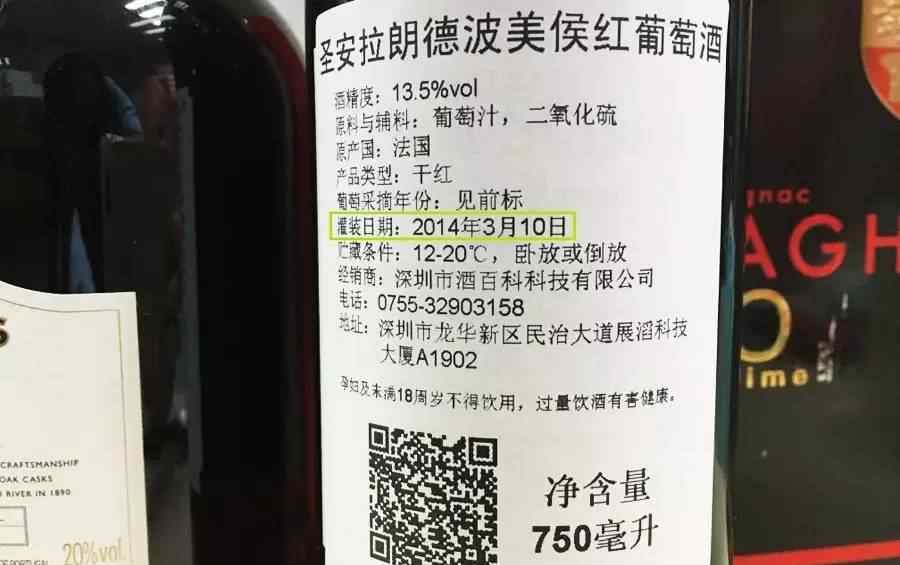 圣安拉朗德波美侯红葡萄酒
酒精度：13.5%vol
原料与辅料：葡萄汁，二氧化硫
原产国：法国
产品类型：干红
葡萄采摘年份：见前标
灌装日期：2014年3月10日
贮藏条件：12-20℃，卧放或倒放
经销商：深圳市酒百科科技有限公司
电话：0755-32903158
地址：深圳市龙华新区民治大道展滔科技
大厦A1902
孕妇及未满18周岁不得饮用，过量饮酒有害健康。
净含量
750毫升
CRAFTSMANSHIP
OAK CASKS
RIVER IN 1890
20%vol
PORTUGAL
gnac
AGH
O
ime